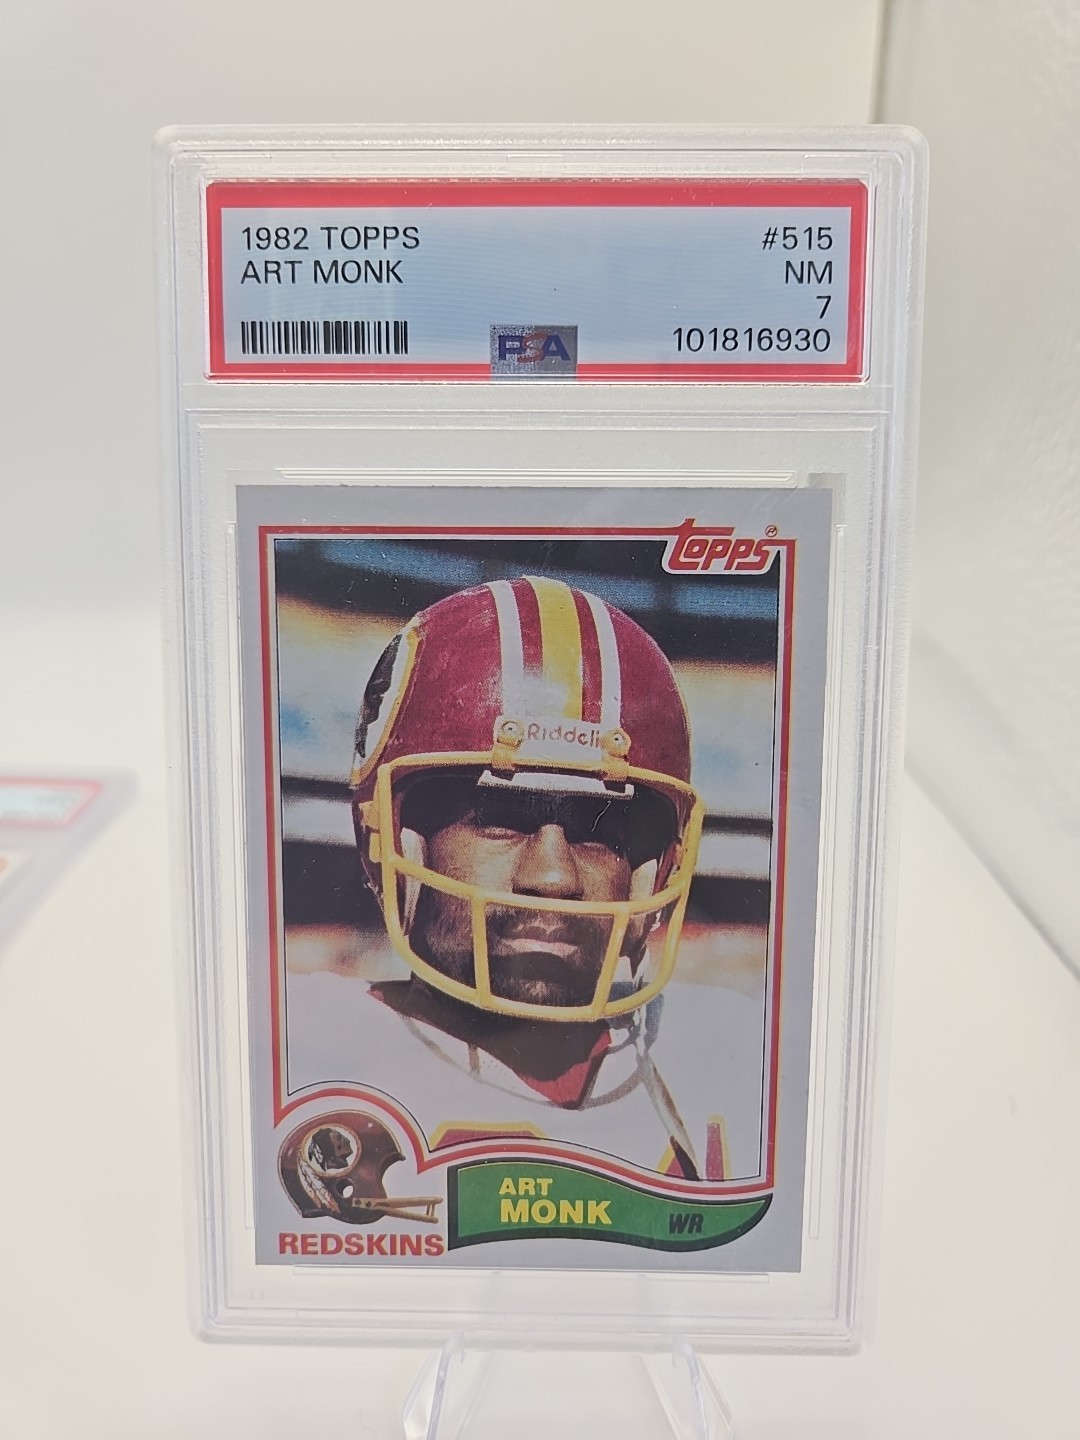 1982 TOPPS #515
ART MONK NM
7
PSA 101816930
topps®
Riddell
ART
MONK WR
REDSKINS